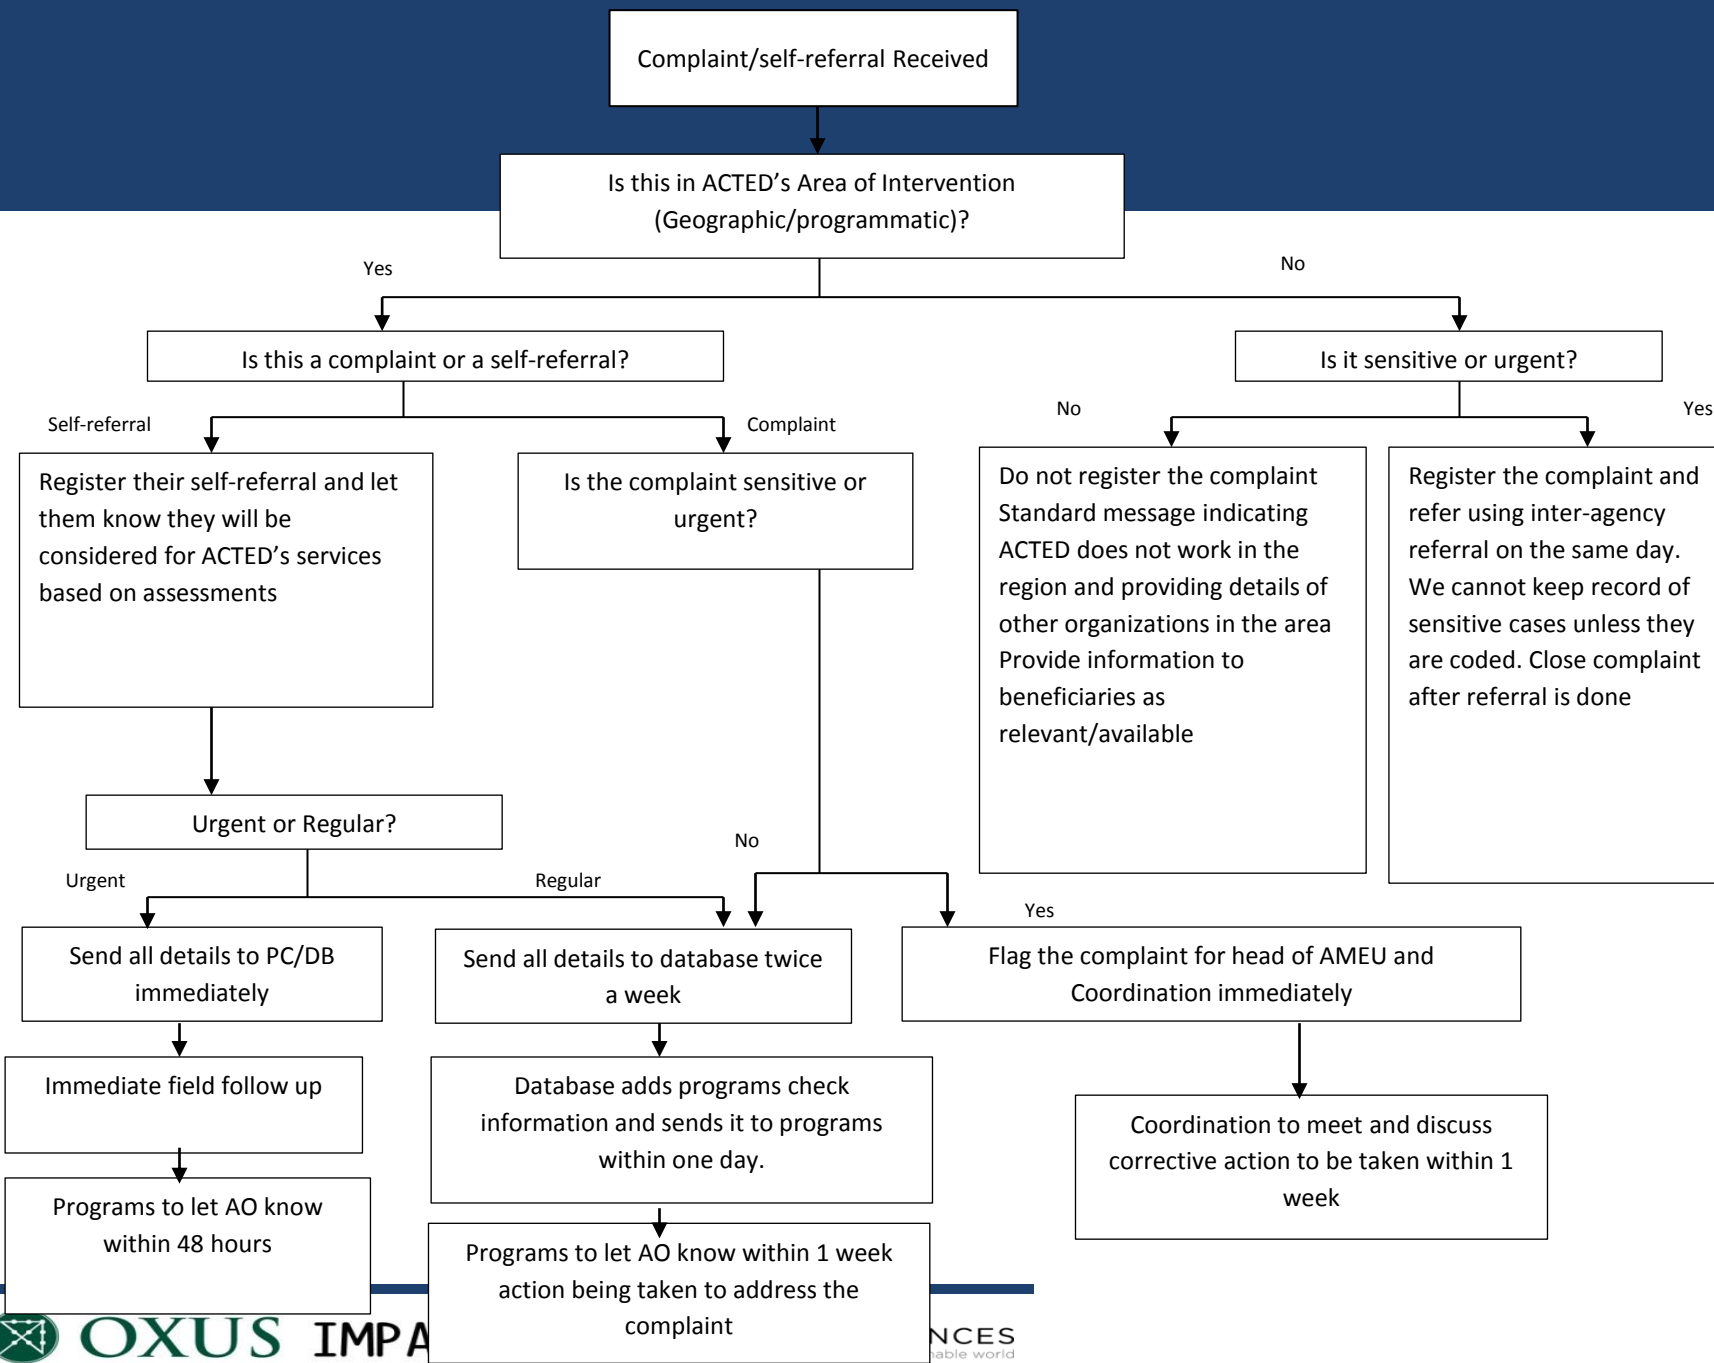 Complaint/self-referral Received
Is this in ACTED’s Area of Intervention
(Geographic/programmatic)?
Yes
No
Is this a complaint or a self-referral?
Is it sensitive or urgent?
Self-referral
Complaint
No
Yes
Register their self-referral and let
them know they will be
considered for ACTED’s services
based on assessments
Is the complaint sensitive or
urgent?
Do not register the complaint
Standard message indicating
ACTED does not work in the
region and providing details of
other organizations in the area
Provide information to
beneficiaries as
relevant/available
Register the complaint and
refer using inter-agency
referral on the same day.
We cannot keep record of
sensitive cases unless they
are coded. Close complaint
after referral is done
Urgent or Regular?
No
Urgent
Regular
Yes
Send all details to PC/DB
immediately
Send all details to database twice
a week
Flag the complaint for head of AMEU and
Coordination immediately
Immediate field follow up
Database adds programs check
information and sends it to programs
within one day.
Coordination to meet and discuss
corrective action to be taken within 1
week
Programs to let AO know
within 48 hours
Programs to let AO know within 1 week
action being taken to address the
complaint
OXUS IMPA
NCES
nable world